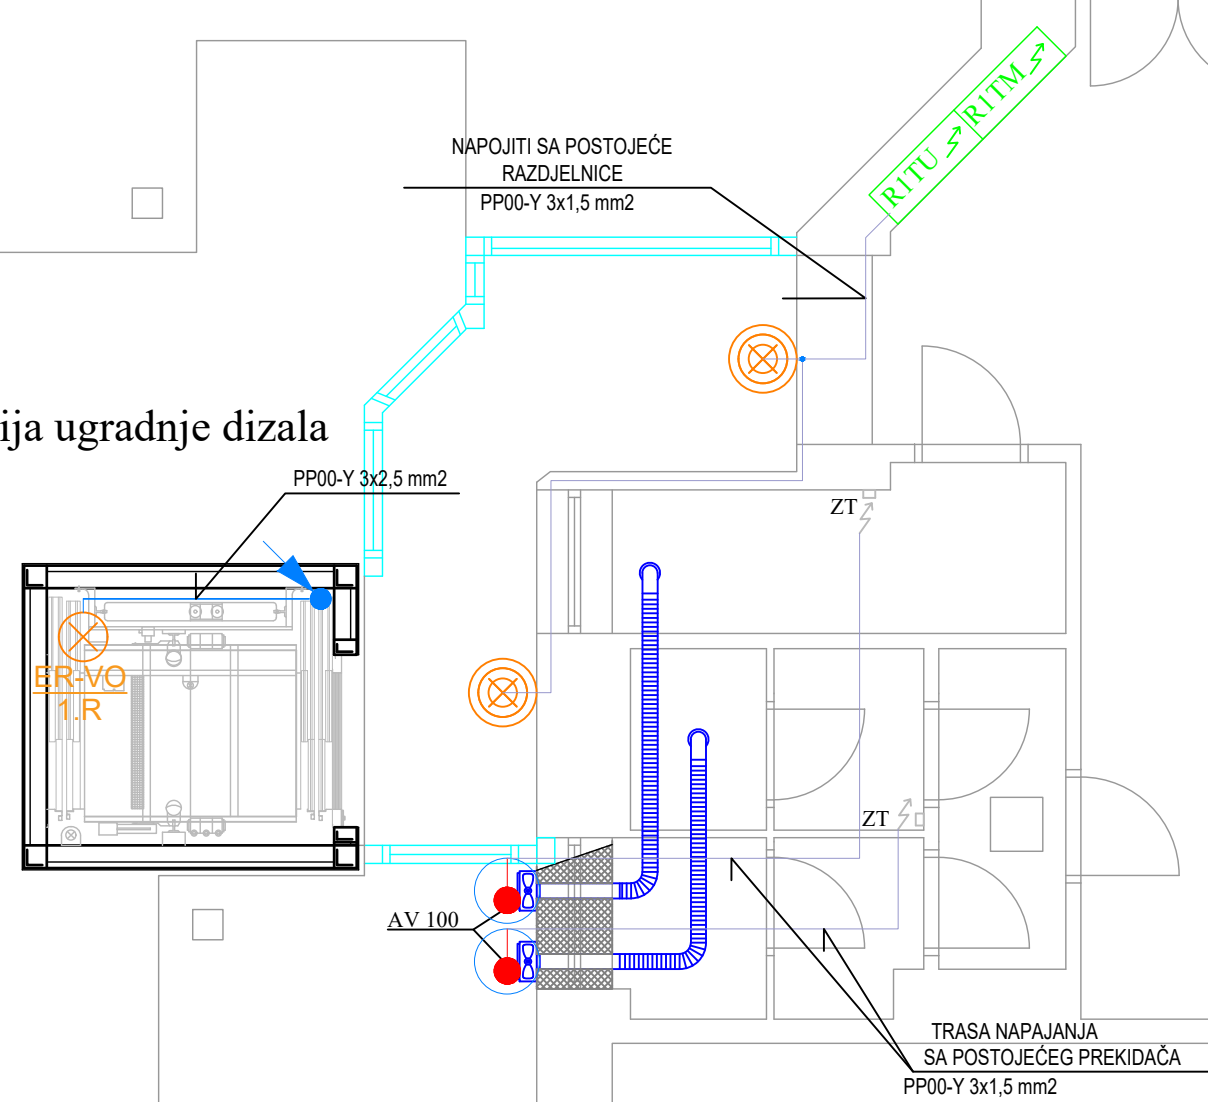 R1TM
R1TU
NAPOJITI SA POSTOJEĆE
RAZDJELNICE
PP00-Y 3x1,5 mm2
ija ugradnje dizala
PP00-Y 3x2,5 mm2
ZT
ER-VO
1.R
ZT
AV 100
TRASA NAPAJANJA
SA POSTOJEĆEG PREKIDAČA
PP00-Y 3x1,5 mm2